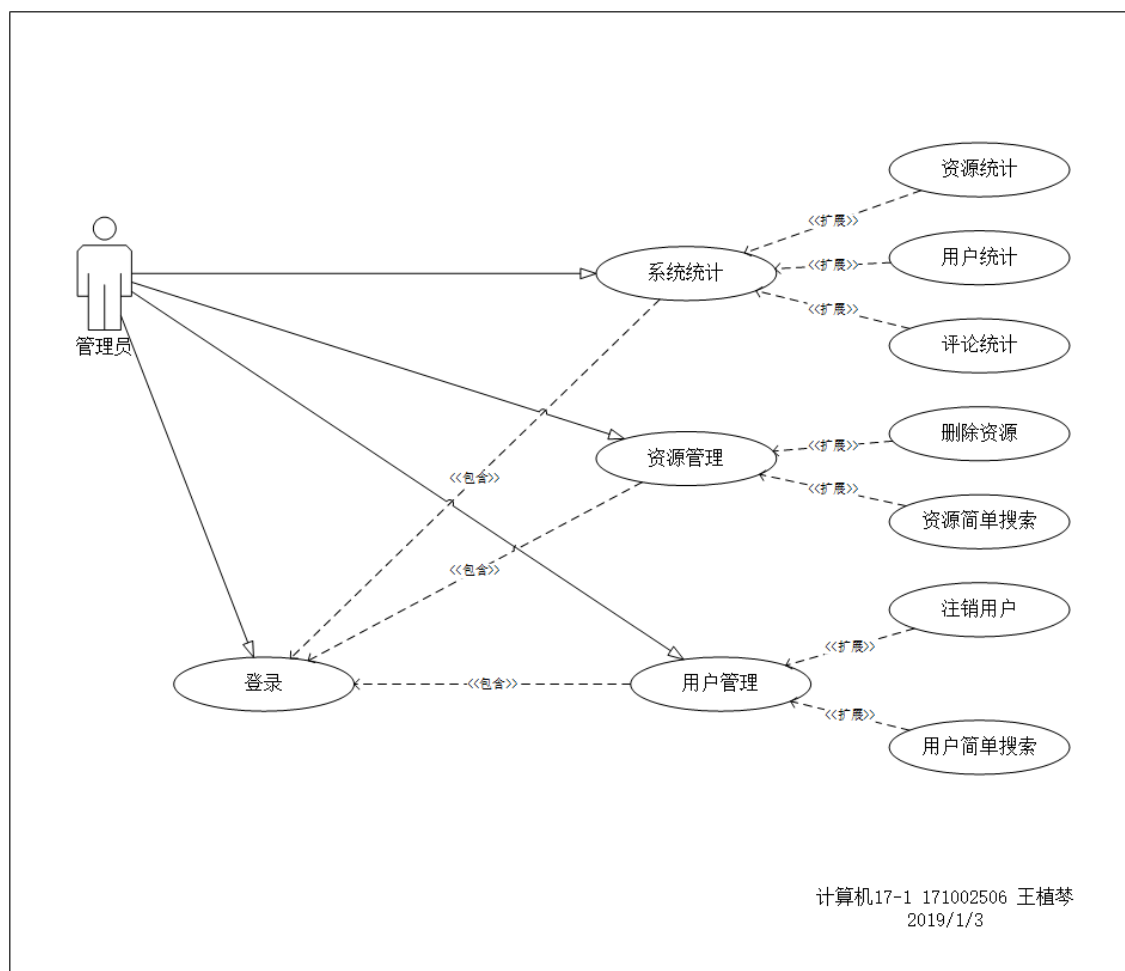 资源统计
<<扩展>>
用户统计
<<扩展>>
系统统计
<<扩展>>
评论统计
管理员
删除资源
<<扩展>>
资源管理
<<包含>>
<<扩展>>
资源简单搜索
<<包含>>
注销用户
<<扩展>>
登录
<<包含>>
用户管理
<<扩展>>
用户简单搜索
计算机17-1 171002506 王植棽
2019/1/3